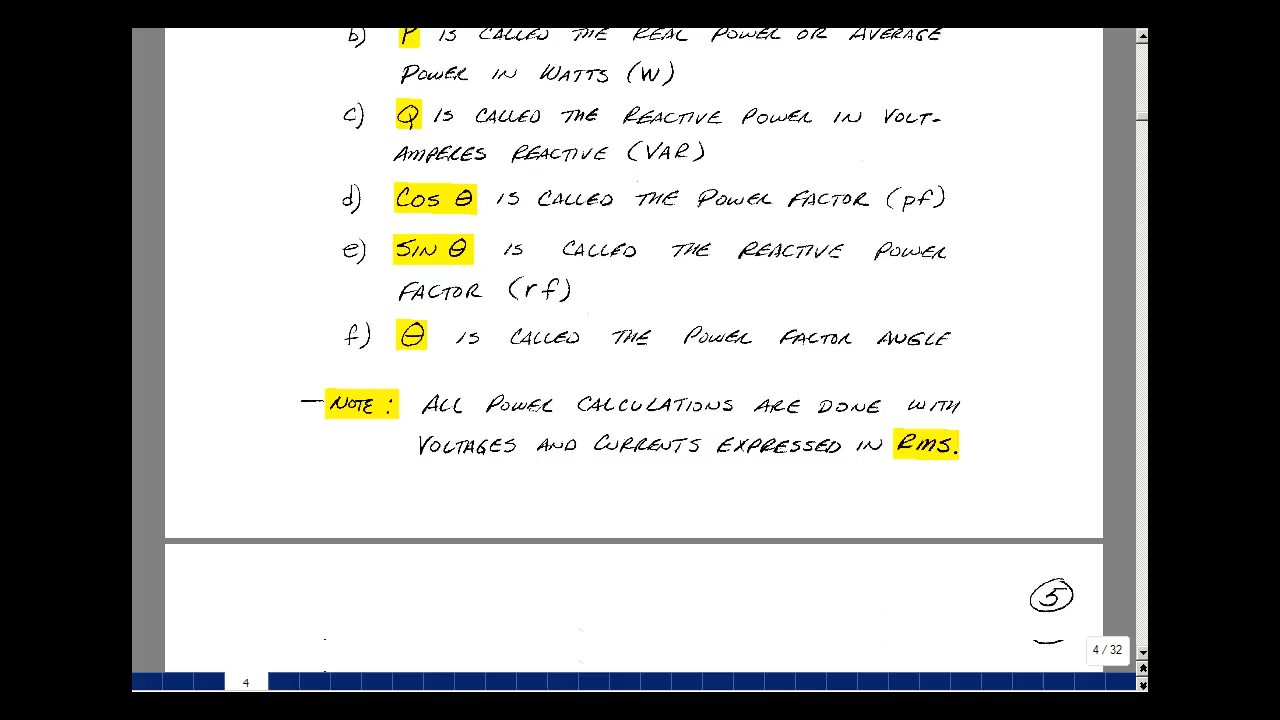 b) P IS CALLED THE REAL POWER OR AVERAGE
POWER IN WATTS (W)
c) Q IS CALLED THE REACTIVE POWER IN VOLT-
AMPERES REACTIVE (VAR)
d) COS θ IS CALLED THE POWER FACTOR (pf)
e) SIN θ IS CALLED THE REACTIVE POWER
FACTOR (rf)
f) θ IS CALLED THE POWER FACTOR ANGLE
— NOTE: ALL POWER CALCULATIONS ARE DONE WITH
VOLTAGES AND CURRENTS EXPRESSED IN RMS.
5
4 / 32
4